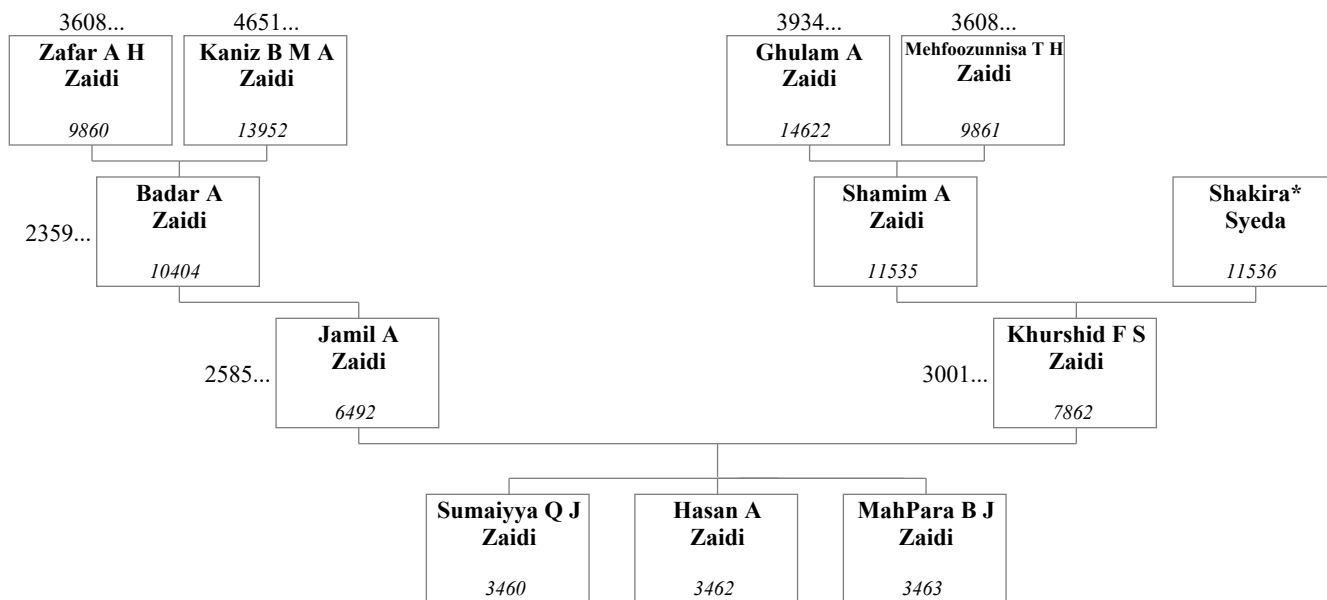 3608...
4651...
3934...
3608...
Zafar A H
Zaidi
9860
Kaniz B M A
Zaidi
13952
Ghulam A
Zaidi
14622
Mehfoozunnisa T H
Zaidi
9861
2359...
Badar A
Zaidi
10404
Shamim A
Zaidi
11535
Shakira*
Syeda
11536
2585...
Jamil A
Zaidi
6492
3001...
Khurshid F S
Zaidi
7862
Sumaiyya Q J
Zaidi
3460
Hasan A
Zaidi
3462
MahPara B J
Zaidi
3463